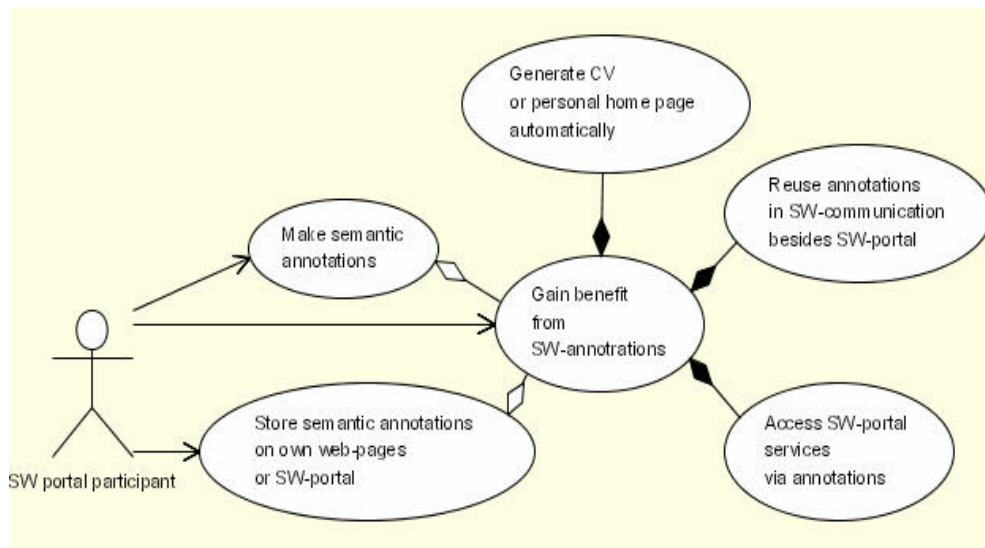 Generate CV
or personal home page
automatically
Reuse annotations
in SW-communication
besides SW-portal
Make semantic
annotations
Gain benefit
from
SW-annotrations
Store semantic annotations
on own web-pages
or SW-portal
Access SW-portal
services
via annotations
SW portal participant